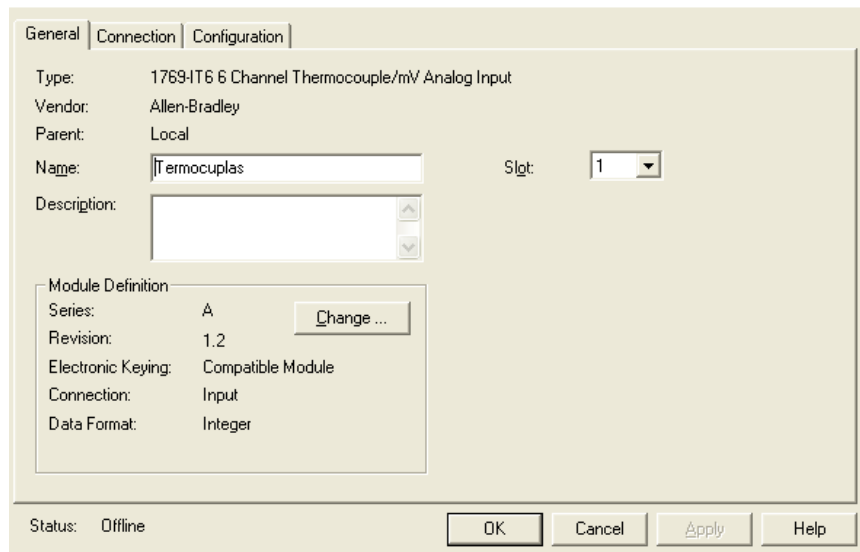 General Connection Configuration
Type: 1769-IT6 6 Channel Thermocouple/mV Analog Input
Vendor: Allen-Bradley
Parent: Local
Name: Termocuplas Slot: 1
Description:
Module Definition
Series: A Change ...
Revision: 1.2
Electronic Keying: Compatible Module
Connection: Input
Data Format: Integer
Status: Offline OK Cancel Apply Help